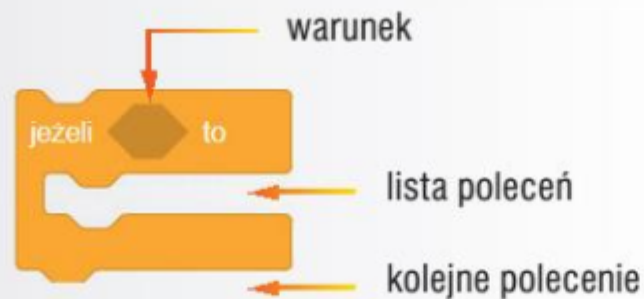 warunek
jeżeli to
lista poleceń
kolejne polecenie